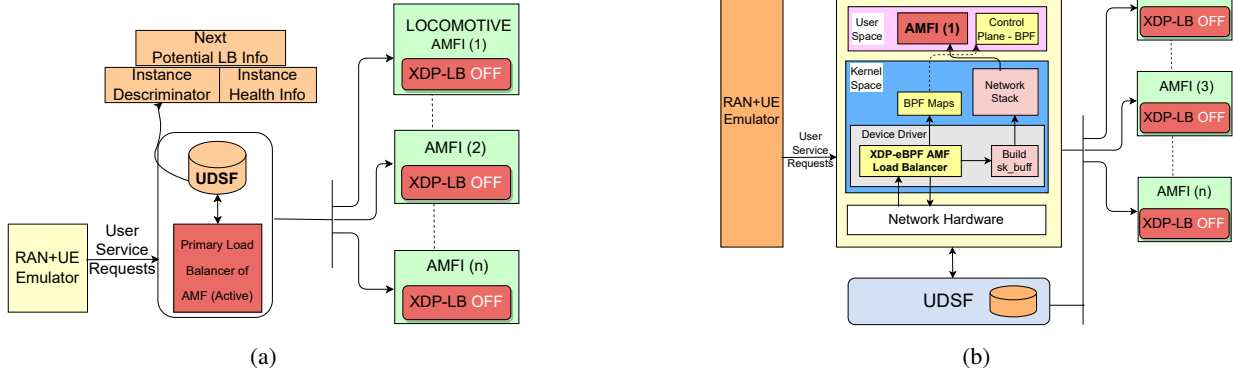 Next
Potential LB Info
Instance
Discriminator
Instance
Health Info
UDSF
Primary Load
Balancer of
AMF (Active)
RAN+UE
Emulator
User
Service
Requests
LOCOMOTIVE
AMFI (1)
XDP-LB OFF
AMFI (2)
XDP-LB OFF
AMFI (n)
XDP-LB OFF
(a)
RAN+UE
Emulator
User
Service
Requests
User
Space
AMFI (1)
Control
Plane - BPF
Kernel
Space
BPF Maps
Network
Stack
Device Driver
XDP-eBPF AMF
Load Balancer
Build
sk_buff
Network Hardware
UDSF
XDP-LB OFF
AMFI (3)
XDP-LB OFF
AMFI (n)
XDP-LB OFF
(b)